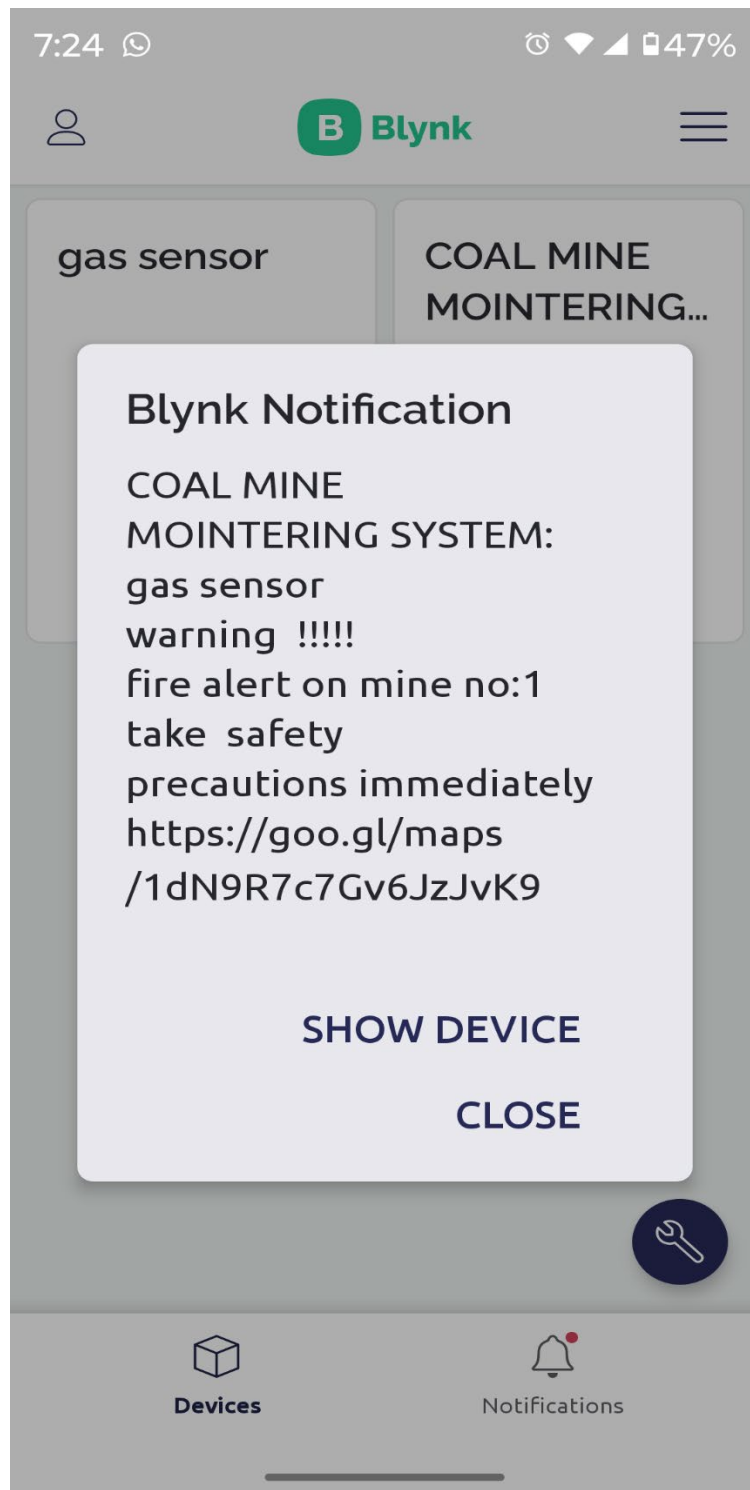 7:24 47%
B Blynk
gas sensor
COAL MINE
MOINTERING...
Blynk Notification
COAL MINE
MOINTERING SYSTEM:
gas sensor
warning  !!!!!
fire alert on mine no:1
take  safety
precautions immediately
https://goo.gl/maps
/1dN9R7c7Gv6JzJvK9
SHOW DEVICE
CLOSE
Devices
Notifications